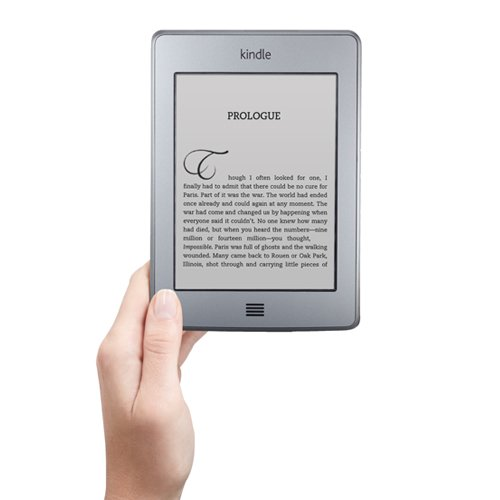 kindle
PROLOGUE
Though I often looked for one, I
finally had to admit that there could be no cure for
Paris. Part of it was the war. The world had ended
once already and could again at any moment. The
war had come and changed us by happening when
everyone said it couldn't. No one knew how many
had died, but when you heard the numbers—nine
million or fourteen million—you thought,
Impossible. Paris was full of ghosts and the walking
wounded. Many came back to Rouen or Oak Park,
Illinois, shot through and carrying little pieces of